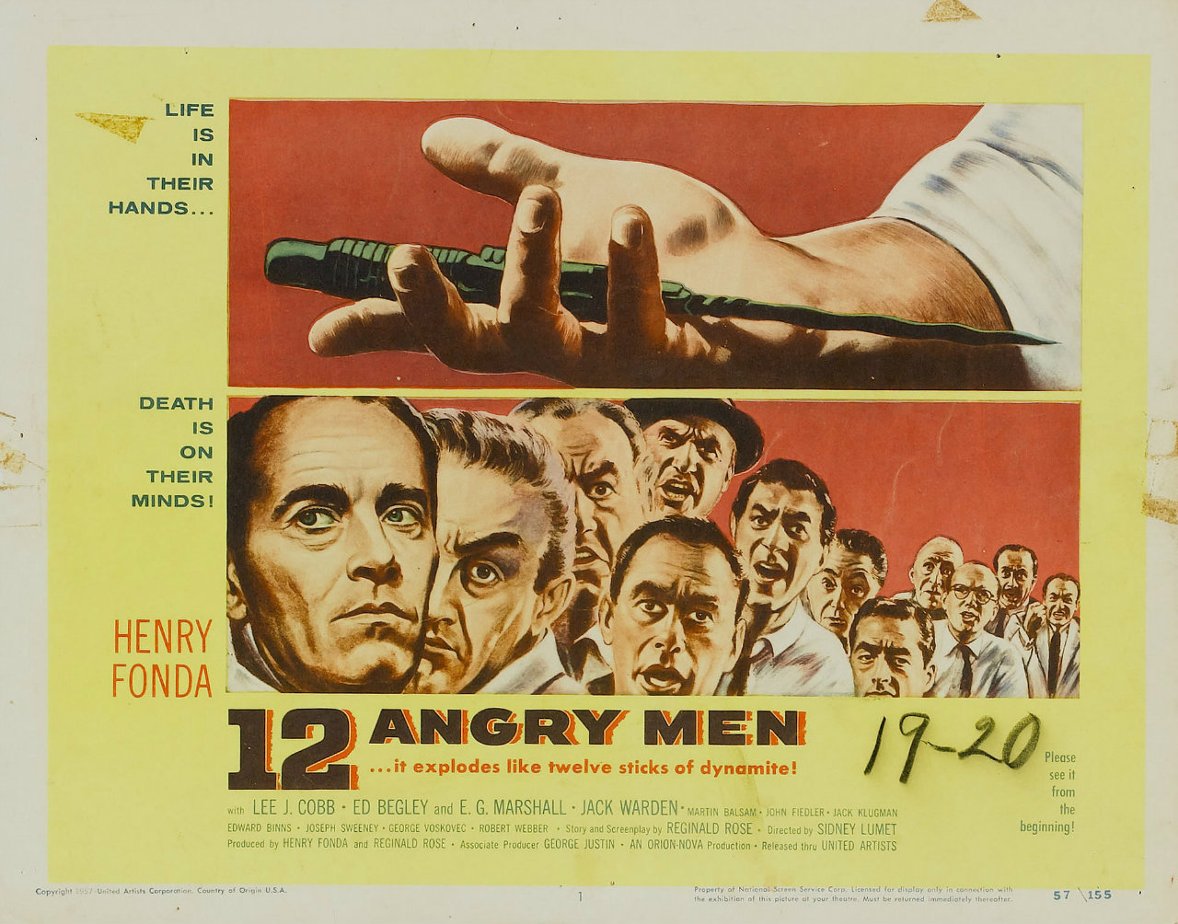 LIFE
IS
IN
THEIR
HANDS...
DEATH
IS
ON
THEIR
MINDS!
HENRY
FONDA
12 ANGRY MEN
...it explodes like twelve sticks of dynamite!
19-20
Please
see it
from
the
beginning!
with LEE J. COBB • ED BEGLEY and E. G. MARSHALL • JACK WARDEN • MARTIN BALSAM • JOHN FIEDLER • JACK KLUGMAN
EDWARD BINNS • JOSEPH SWEENEY • GEORGE VOSKOVEC • ROBERT WEBBER • Story and Screenplay by REGINALD ROSE • Directed by SIDNEY LUMET
Produced by HENRY FONDA and REGINALD ROSE • Associate Producer GEORGE JUSTIN • AN ORION-NOVA Production • Released thru UNITED ARTISTS
Copyright 1957 United Artists Corporation. Country of Origin U.S.A.
1
Property of National Screen Service Corp. Licensed for display only in connection with
the exhibition of this picture at your theatre. Must be returned immediately thereafter.
57 155